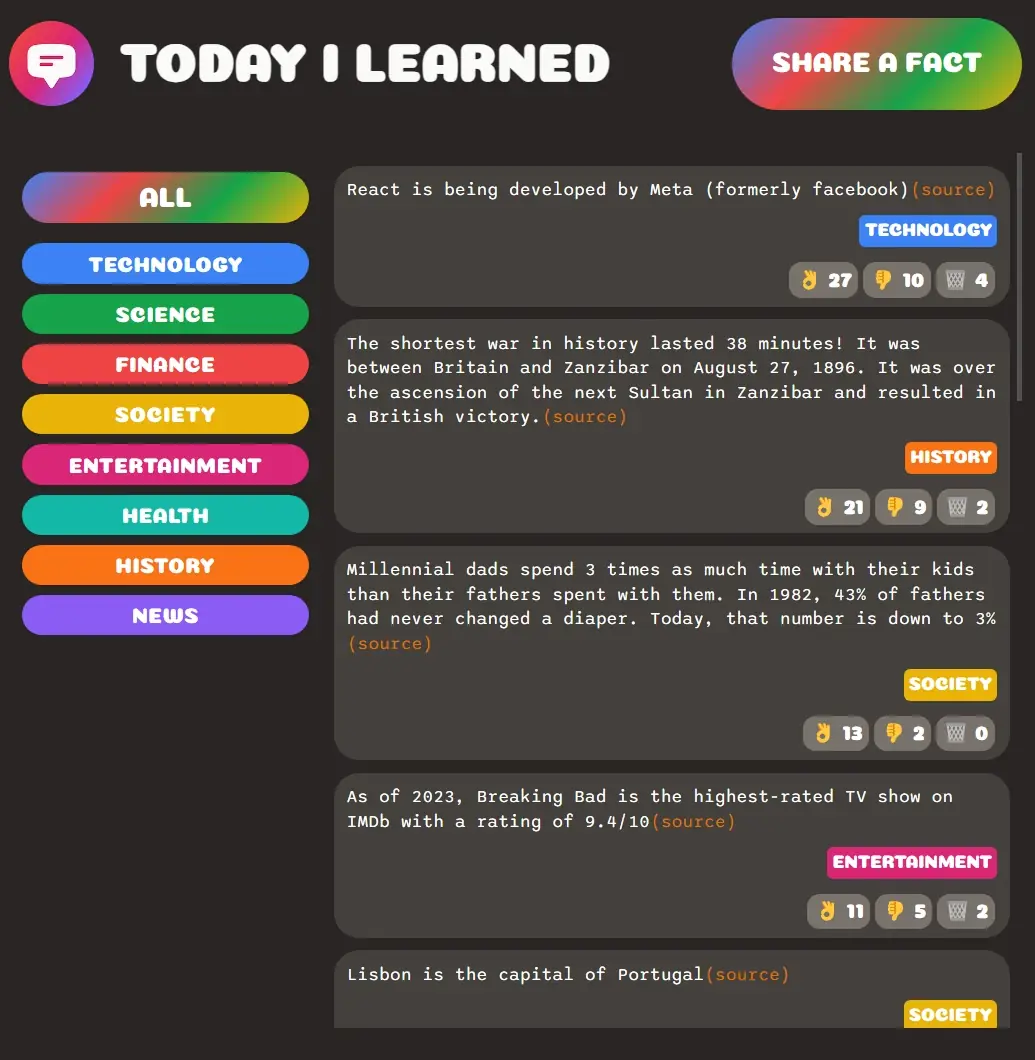 TODAY I LEARNED
SHARE A FACT
ALL
TECHNOLOGY
SCIENCE
FINANCE
SOCIETY
ENTERTAINMENT
HEALTH
HISTORY
NEWS
React is being developed by Meta (formerly facebook)(source)
TECHNOLOGY
👌 27 👎 10 🗑️ 4
The shortest war in history lasted 38 minutes! It was
between Britain and Zanzibar on August 27, 1896. It was over
the ascension of the next Sultan in Zanzibar and resulted in
a British victory.(source)
HISTORY
👌 21 👎 9 🗑️ 2
Millennial dads spend 3 times as much time with their kids
than their fathers spent with them. In 1982, 43% of fathers
had never changed a diaper. Today, that number is down to 3%
(source)
SOCIETY
👌 13 👎 2 🗑️ 0
As of 2023, Breaking Bad is the highest-rated TV show on
IMDb with a rating of 9.4/10(source)
ENTERTAINMENT
👌 11 👎 5 🗑️ 2
Lisbon is the capital of Portugal(source)
SOCIETY